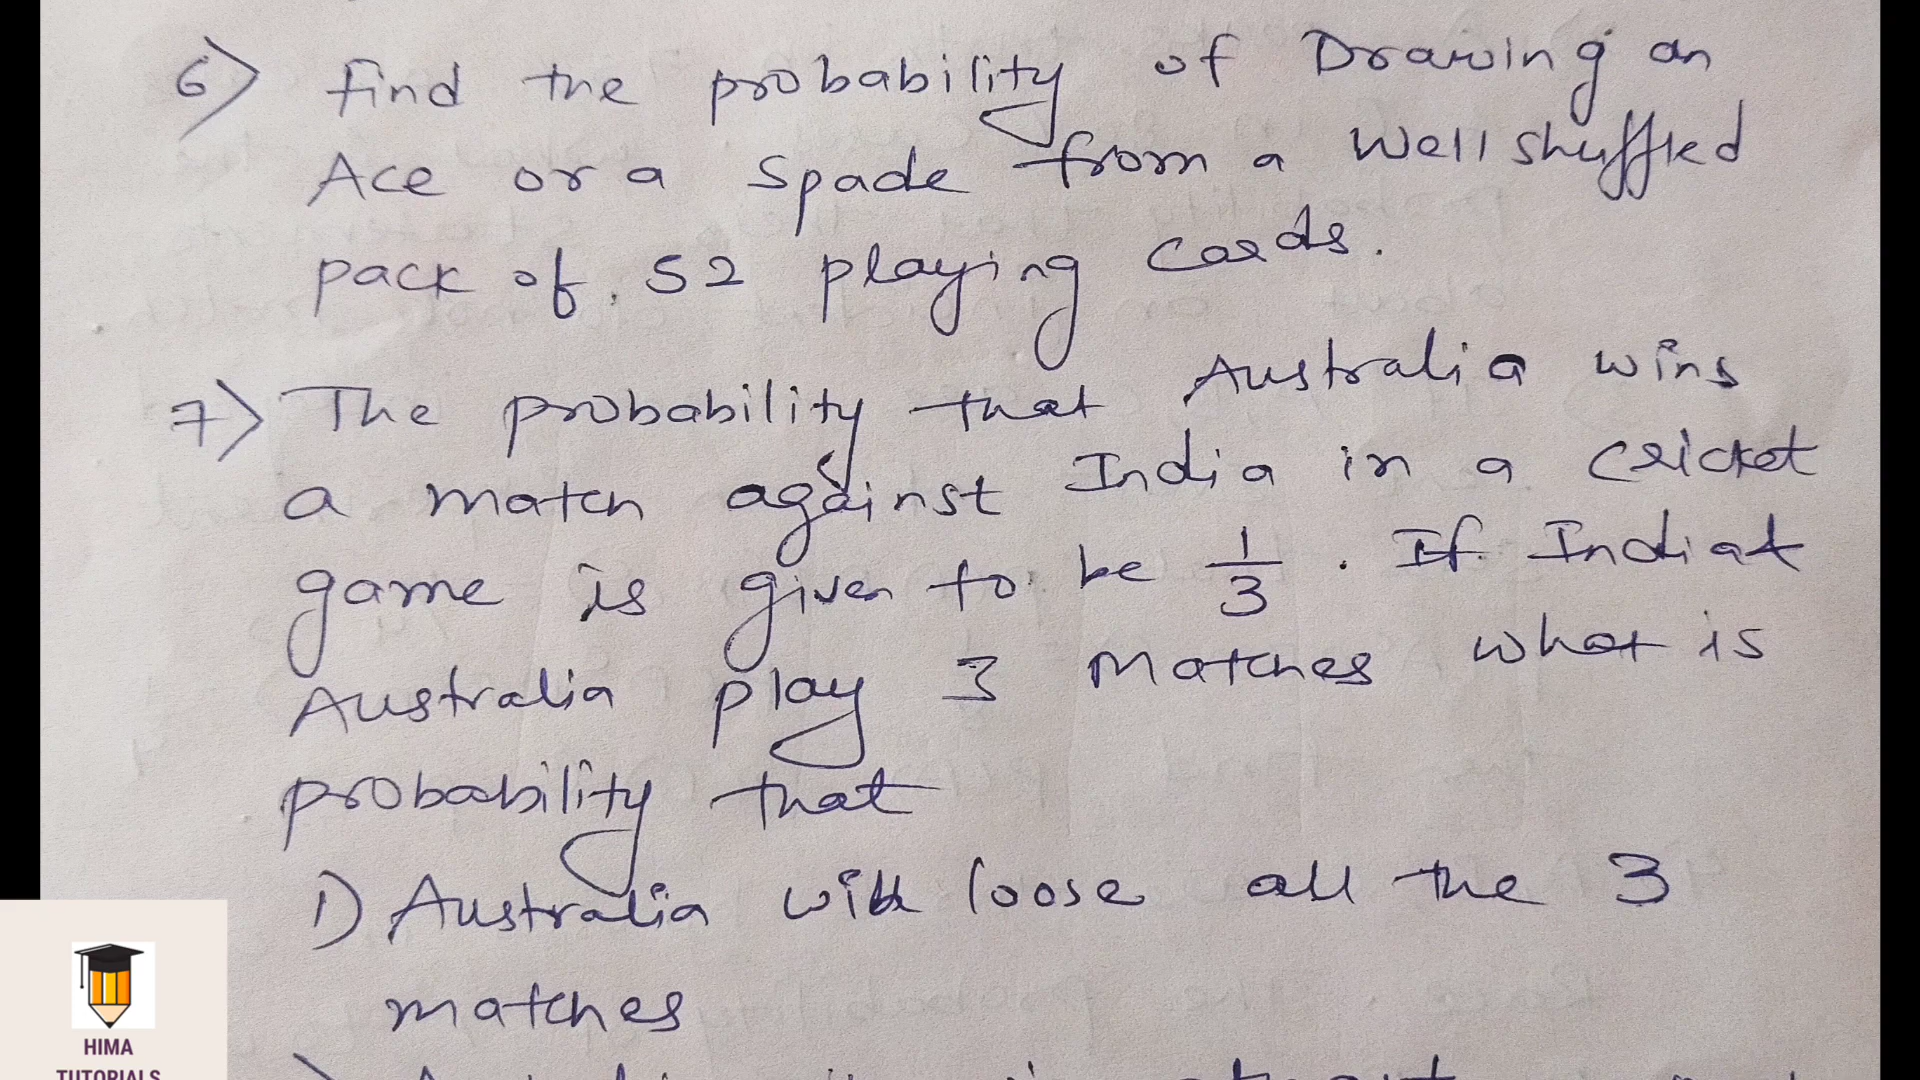 6) Find the probability of Drawing an
Ace or a Spade from a Well shuffled
pack of 52 playing cards.
7) The probability that Australia wins
a match against India in a cricket
game is given to be 1/3. If India &
Australia play 3 Matches what is
probability that
1) Australia will loose all the 3
matches
HIMA
TUTORIALS